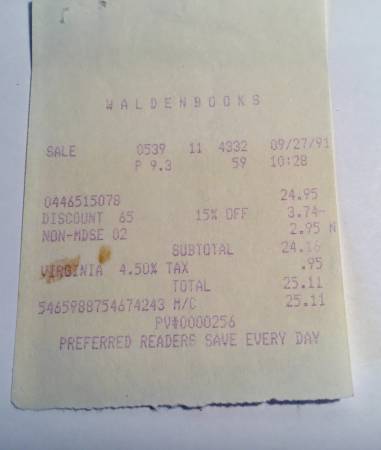 WALDENBOOKS
SALE 0539 11 4332 09/27/91
P 9.3 59 10:28
0446515078 24.95
DISCOUNT 65 15% OFF 3.74-
NON-MDSE 02 2.95 N
SUBTOTAL 24.16
VIRGINIA 4.50% TAX .95
TOTAL 25.11
5465988754674243 M/C 25.11
PV#0000256
PREFERRED READERS SAVE EVERY DAY